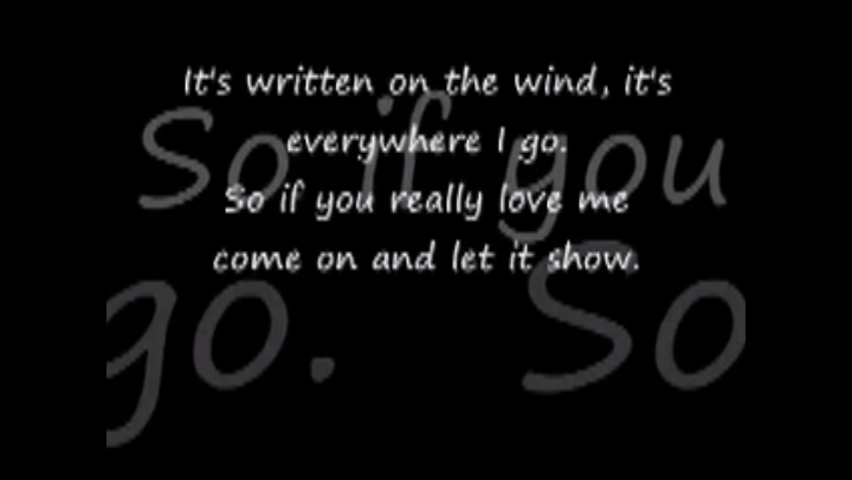 It's written on the wind, it's
everywhere I go.
So if you really love me
come on and let it show.
So if you
go. So